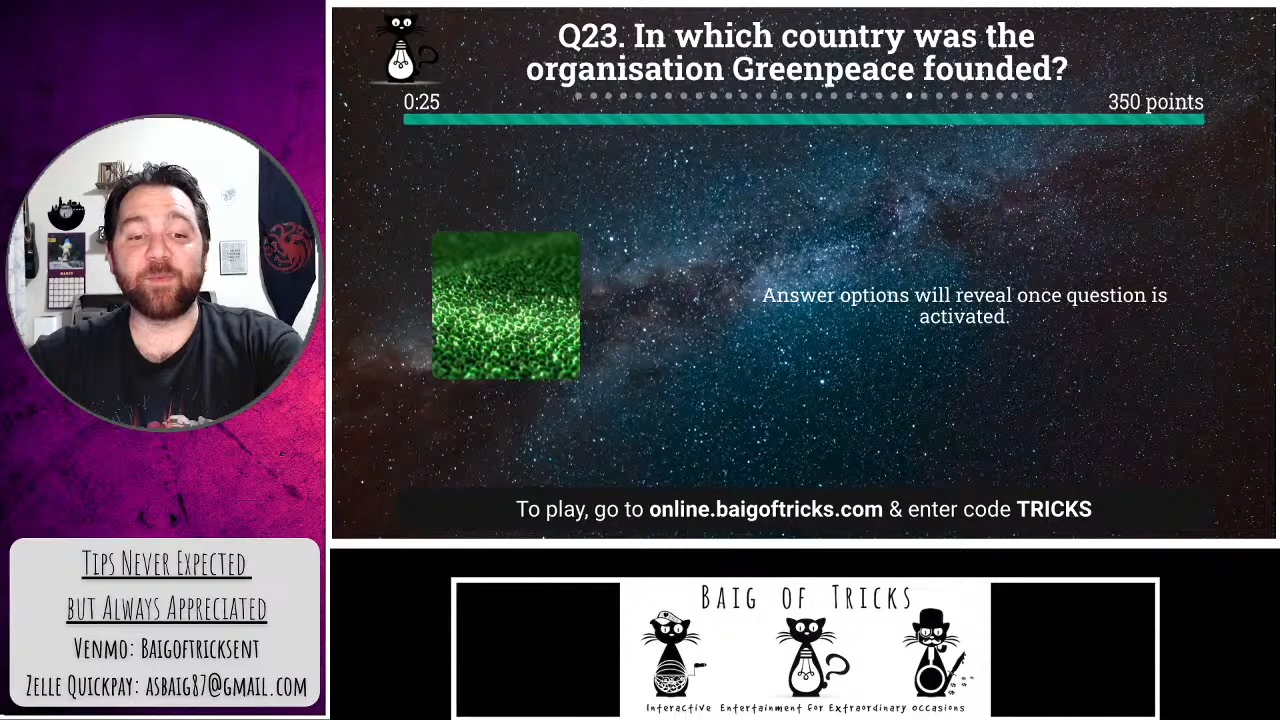 Q23. In which country was the
organisation Greenpeace founded?
0:25
350 points
Answer options will reveal once question is
activated.
To play, go to online.baigoftricks.com & enter code TRICKS
Tips Never Expected
but Always Appreciated
Venmo: Baigoftricksent
Zelle Quickpay: asbaig87@gmail.com
Baig of Tricks
Interactive Entertainment for Extraordinary Occasions